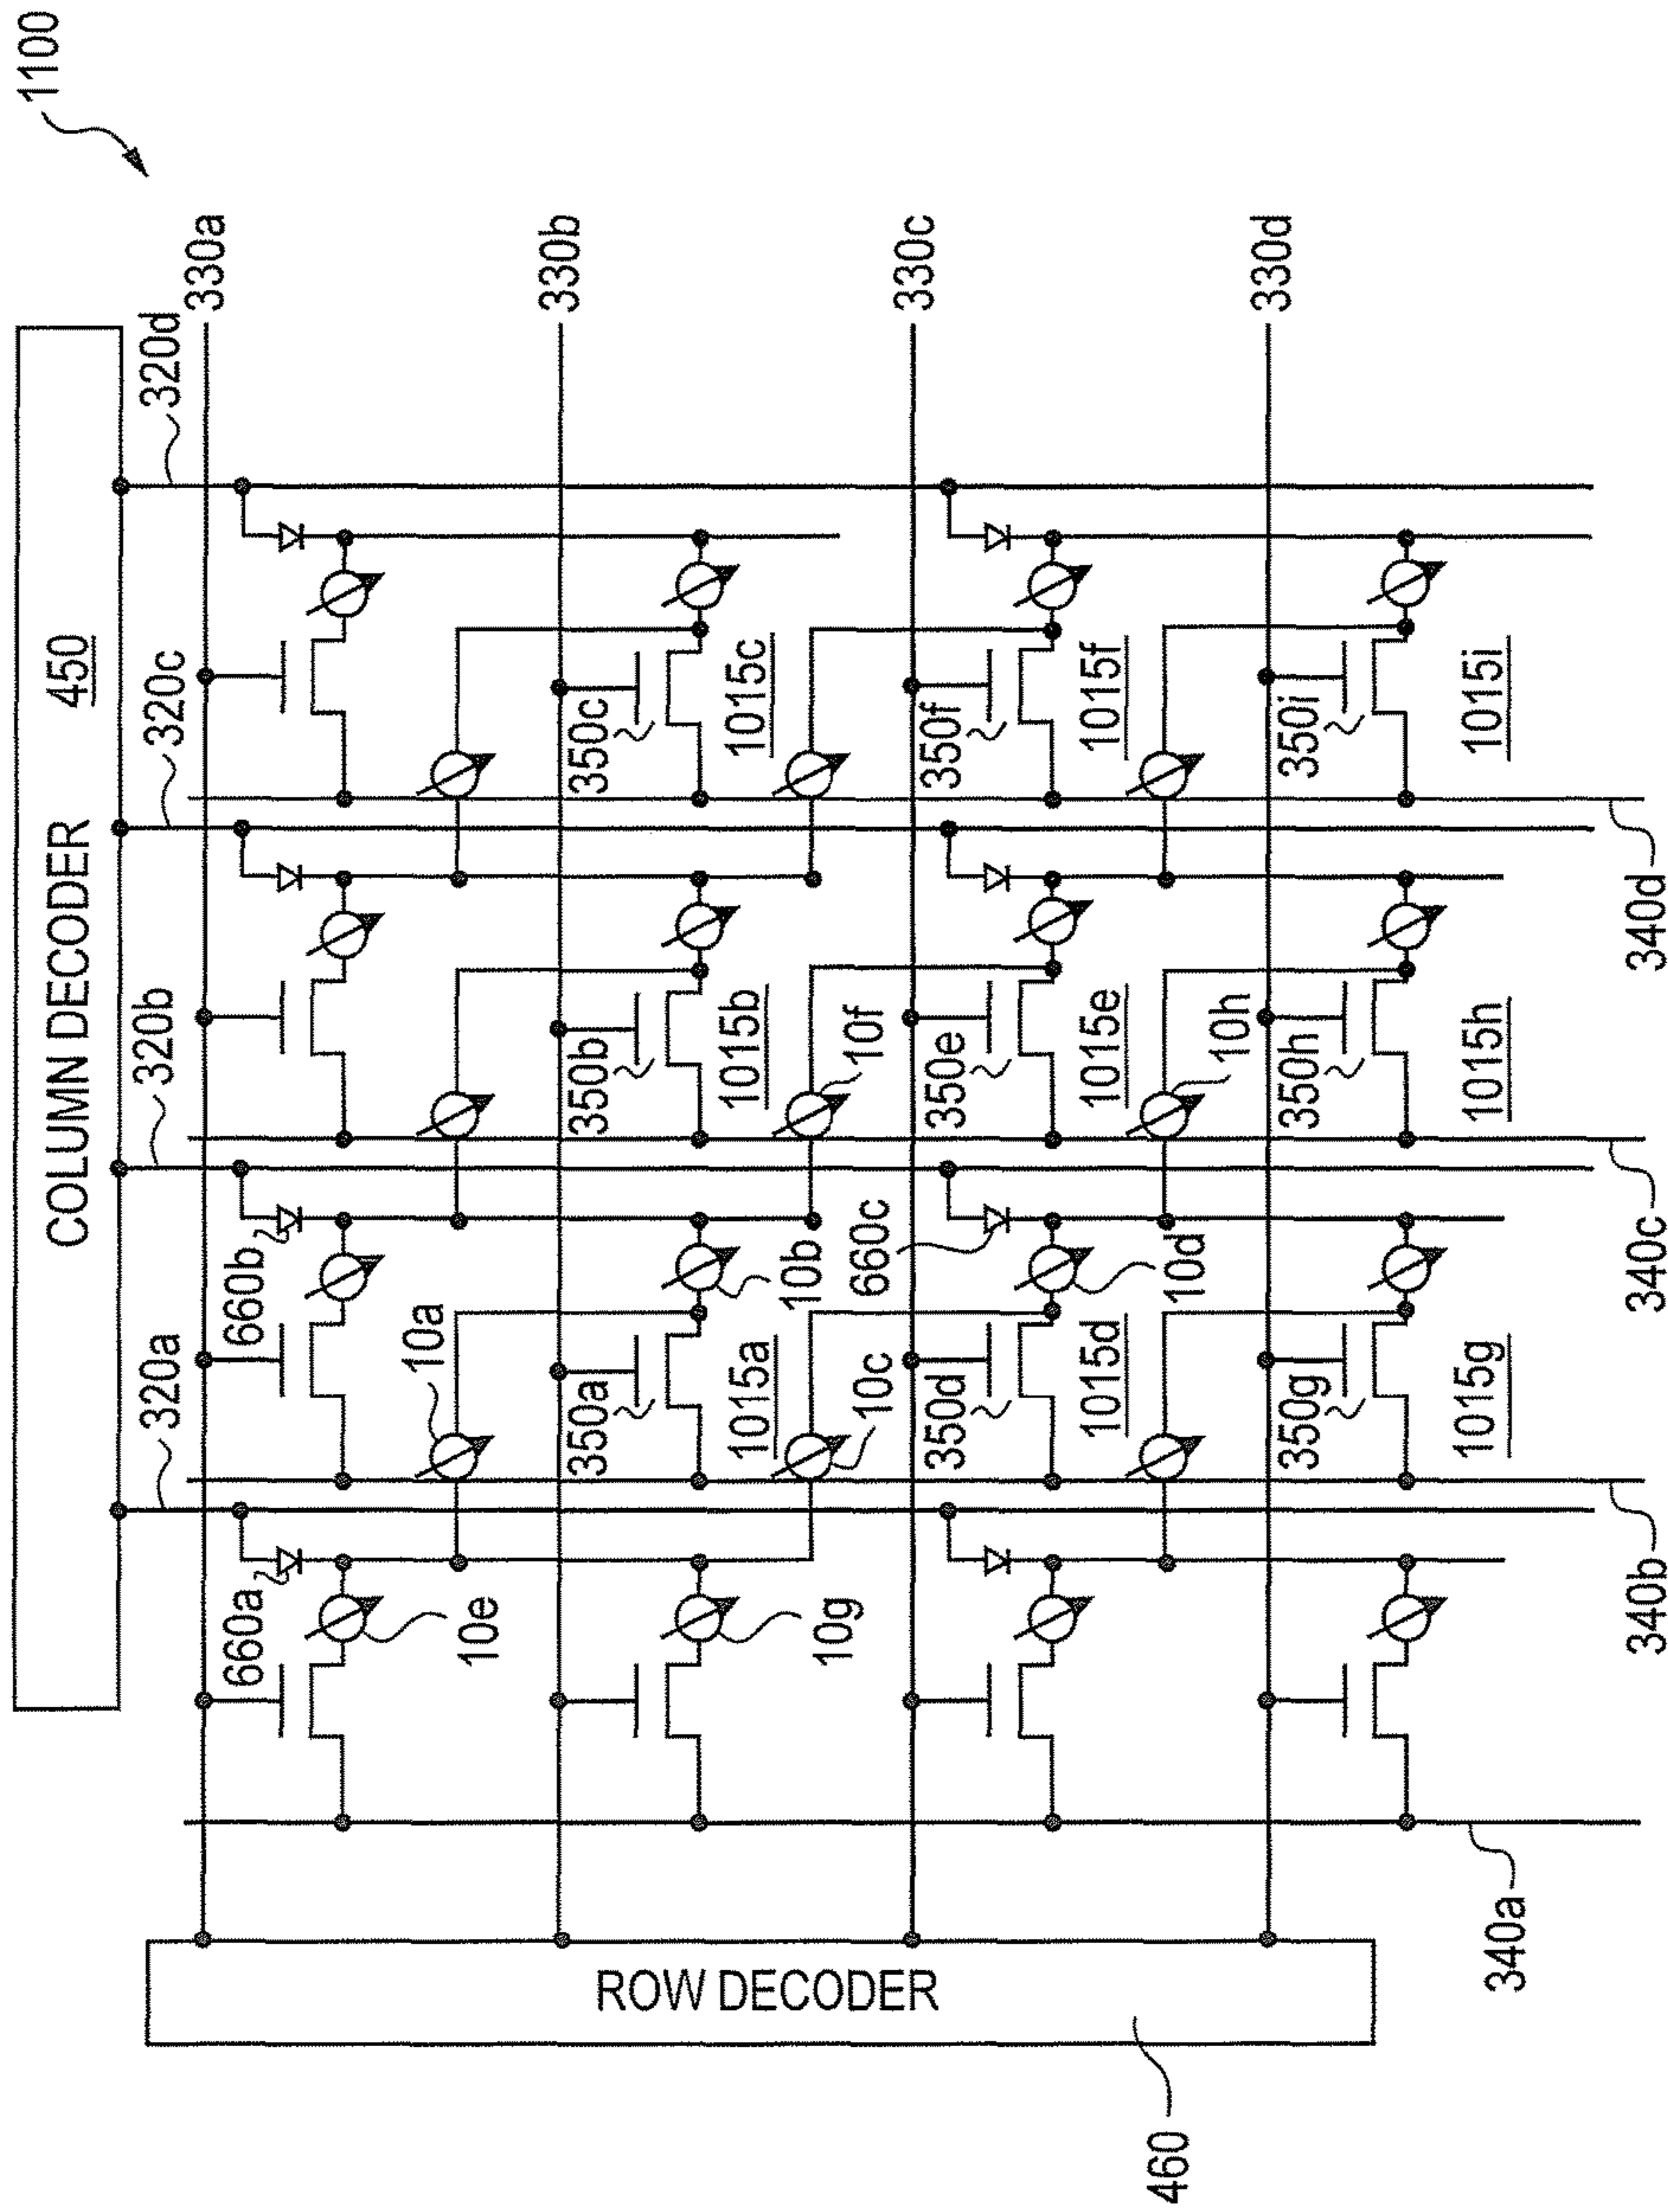 1100
COLUMN DECODER 450
320a
320b
320c
320d
330a
660a
660b
10e
10a
330b
350a
350b
350c
10g
10b
1015a
1015b
1015c
10c
10f
660c
330c
350d
350e
350f
10d
1015d
1015e
1015f
10h
330d
350g
350h
350i
1015g
1015h
1015i
340a
340b
340c
340d
ROW DECODER
460